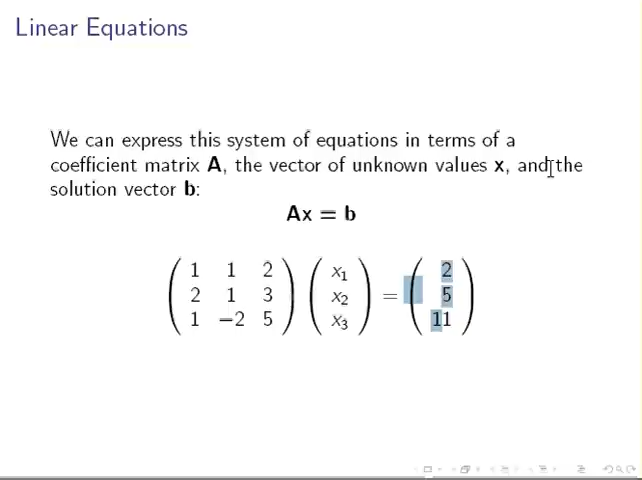 Linear Equations
We can express this system of equations in terms of a
coefficient matrix A, the vector of unknown values x, and the
solution vector b:
Ax = b
1 1 2 x₁ 2
2 1 3 x₂ = 5
1 −2 5 x₃ 11